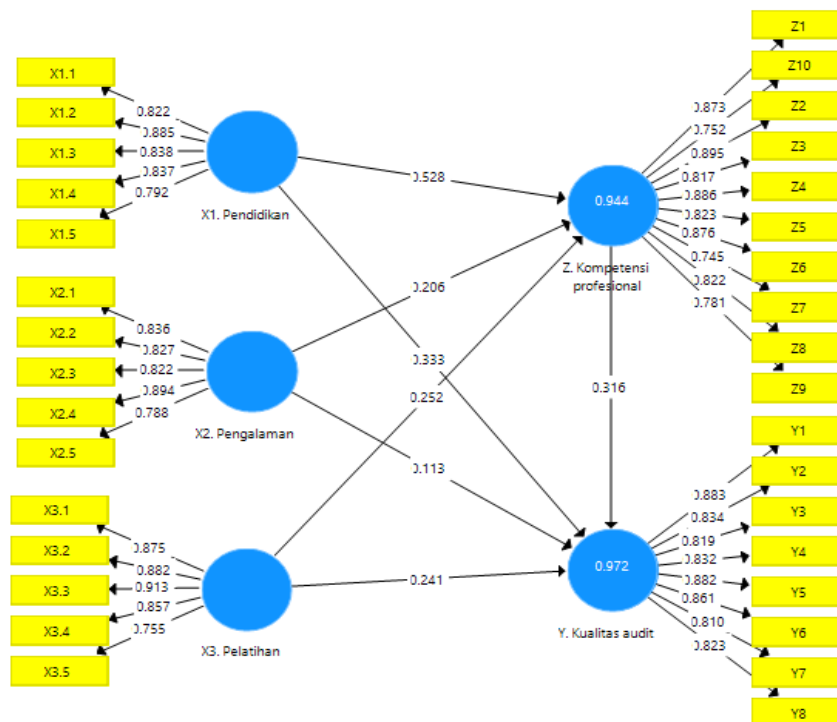 X1.1
X1.2
X1.3
X1.4
X1.5
0.822
0.885
0.838
0.837
0.792
X1. Pendidikan
X2.1
X2.2
X2.3
X2.4
X2.5
0.836
0.827
0.822
0.894
0.788
X2. Pengalaman
X3.1
X3.2
X3.3
X3.4
X3.5
0.875
0.882
0.913
0.857
0.755
X3. Pelatihan
0.528
0.206
0.333
0.252
0.113
0.241
0.316
0.944
Z. Kompetensi
profesional
0.873
0.752
0.895
0.817
0.886
0.823
0.876
0.745
0.822
0.781
Z1
Z10
Z2
Z3
Z4
Z5
Z6
Z7
Z8
Z9
0.972
Y. Kualitas audit
0.883
0.834
0.819
0.832
0.882
0.861
0.810
0.823
Y1
Y2
Y3
Y4
Y5
Y6
Y7
Y8